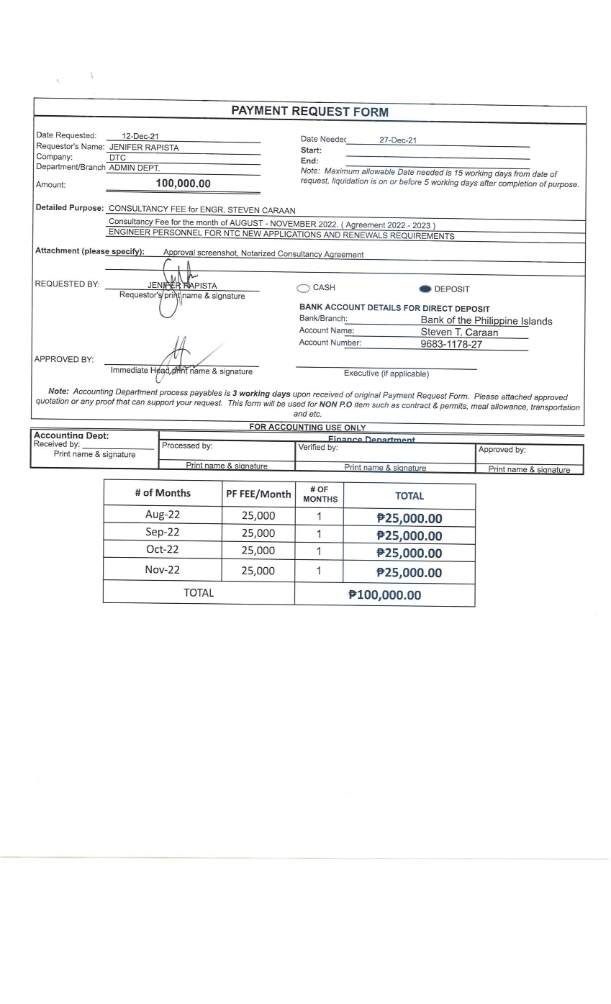 PAYMENT REQUEST FORM
Date Requested: 12-Dec-21
Date Needed 27-Dec-21
Requestor's Name: JENIFER RAPISTA
Start:
Company: DTC
End:
Department/Branch ADMIN DEPT.
Note: Maximum allowable Date needed is 15 working days from date of
request, liquidation is on or before 5 working days after completion of purpose.
Amount: 100,000.00
Detailed Purpose: CONSULTANCY FEE for ENGR. STEVEN CARAAN
Consultancy Fee for the month of AUGUST - NOVEMBER 2022. ( Agreement 2022 - 2023 )
ENGINEER PERSONNEL FOR NTC NEW APPLICATIONS AND RENEWALS REQUIREMENTS
Attachment (please specify): Approval screenshot, Notarized Consultancy Agreement
REQUESTED BY: JENIFER RAPISTA
Requestor's print name & signature
CASH DEPOSIT
BANK ACCOUNT DETAILS FOR DIRECT DEPOSIT
Bank/Branch: Bank of the Philippine Islands
Account Name: Steven T. Caraan
Account Number: 9683-1178-27
APPROVED BY:
Immediate Head print name & signature
Executive (if applicable)
Note: Accounting Department process payables is 3 working days upon received of original Payment Request Form. Please attached approved
quotation or any proof that can support your request. This form will be used for NON P.O item such as contract & permits, meal allowance, transportation
and etc.
FOR ACCOUNTING USE ONLY
Accounting Dept: Finance Department
Received by: Processed by: Verified by: Approved by:
Print name & signature Print name & signature Print name & signature Print name & signature
# of Months PF FEE/Month # OF MONTHS TOTAL
Aug-22 25,000 1 ₱25,000.00
Sep-22 25,000 1 ₱25,000.00
Oct-22 25,000 1 ₱25,000.00
Nov-22 25,000 1 ₱25,000.00
TOTAL ₱100,000.00